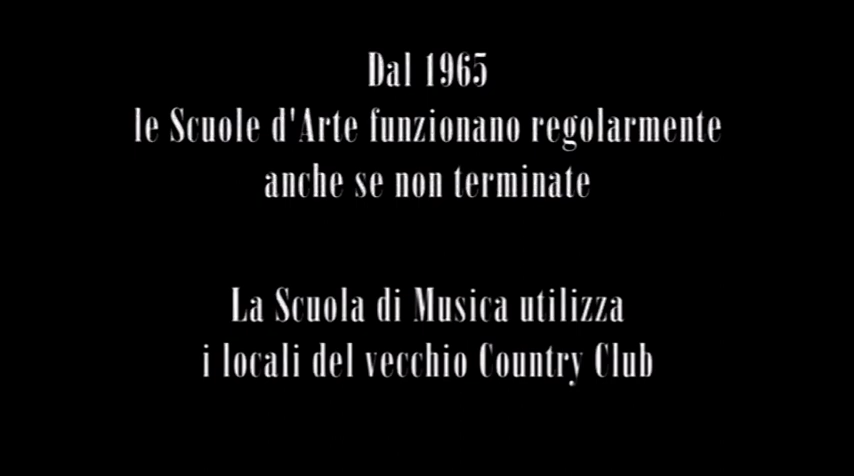 Dal 1965
le Scuole d'Arte funzionano regolarmente
anche se non terminate
La Scuola di Musica utilizza
i locali del vecchio Country Club